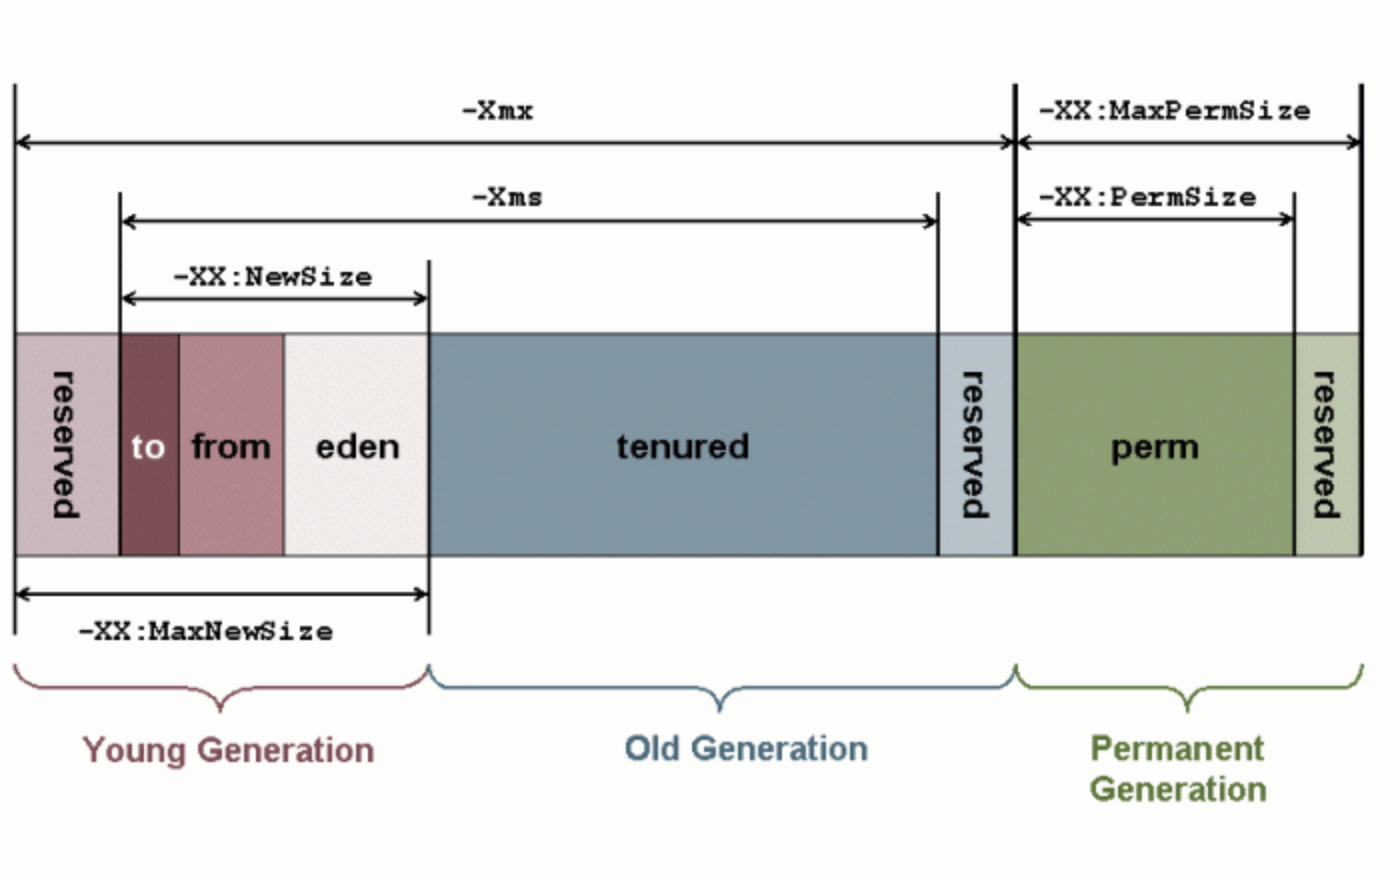 -Xmx
-XX:MaxPermSize
-Xms
-XX:PermSize
-XX:NewSize
reserved
to
from
eden
tenured
reserved
perm
reserved
-XX:MaxNewSize
Young Generation
Old Generation
Permanent
Generation